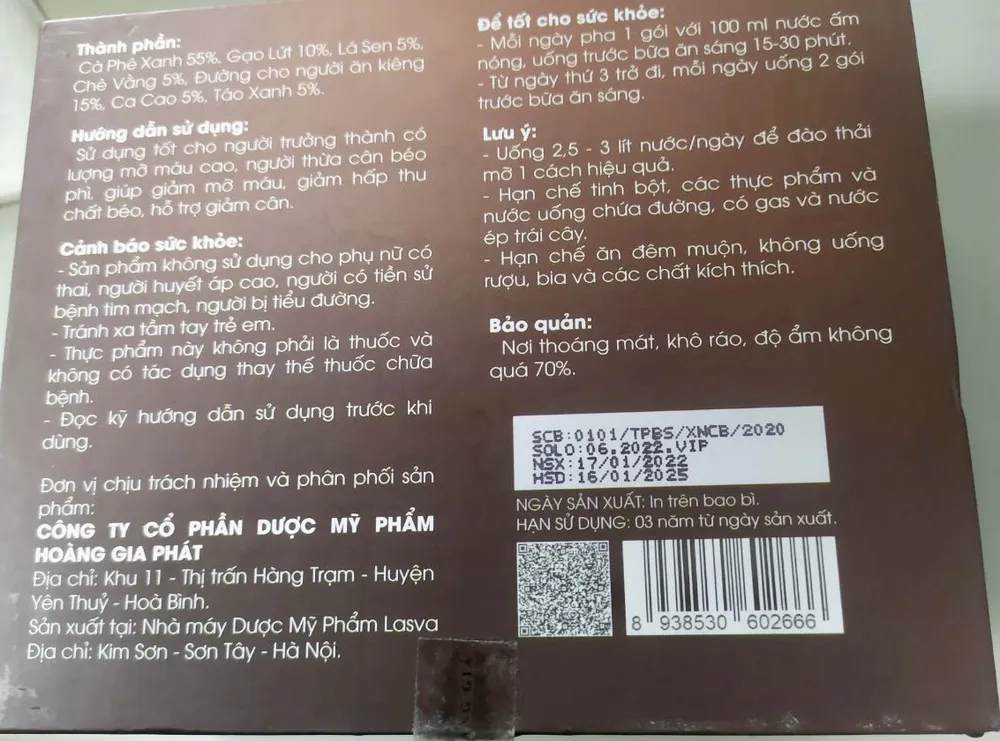 Thành phần:
Cà Phê Xanh 55%, Gạo Lứt 10%, Lá Sen 5%,
Chè Vằng 5%, Đường cho người ăn kiêng
15%, Ca Cao 5%, Táo Xanh 5%.
Hướng dẫn sử dụng:
Sử dụng tốt cho người trưởng thành có
lượng mỡ máu cao, người thừa cân béo
phì, giúp giảm mỡ máu, giảm hấp thu
chất béo, hỗ trợ giảm cân.
Cảnh báo sức khỏe:
- Sản phẩm không sử dụng cho phụ nữ có
thai, người huyết áp cao, người có tiền sử
bệnh tim mạch, người bị tiểu đường.
- Tránh xa tầm tay trẻ em.
- Thực phẩm này không phải là thuốc và
không có tác dụng thay thế thuốc chữa
bệnh.
- Đọc kỹ hướng dẫn sử dụng trước khi
dùng.
Đơn vị chịu trách nhiệm và phân phối sản
phẩm:
CÔNG TY CỔ PHẦN DƯỢC MỸ PHẨM
HOÀNG GIA PHÁT
Địa chỉ: Khu 11 - Thị trấn Hàng Trạm - Huyện
Yên Thuỷ - Hoà Bình.
Sản xuất tại: Nhà máy Dược Mỹ Phẩm Lasva
Địa chỉ: Kim Sơn - Sơn Tây - Hà Nội.
Để tốt cho sức khỏe:
- Mỗi ngày pha 1 gói với 100 ml nước ấm
nóng, uống trước bữa ăn sáng 15-30 phút.
- Từ ngày thứ 3 trở đi, mỗi ngày uống 2 gói
trước bữa ăn sáng.
Lưu ý:
- Uống 2,5 - 3 lít nước/ngày để đào thải
mỡ 1 cách hiệu quả.
- Hạn chế tinh bột, các thực phẩm và
nước uống chứa đường, có gas và nước
ép trái cây.
- Hạn chế ăn đêm muộn, không uống
rượu, bia và các chất kích thích.
Bảo quản:
Nơi thoáng mát, khô ráo, độ ẩm không
quá 70%.
SCB:0101/TPBS/XNCB/2020
SOLO:06.2022.VIP
NSX:17/01/2022
HSD:16/01/2025
NGÀY SẢN XUẤT: In trên bao bì.
HẠN SỬ DỤNG: 03 năm từ ngày sản xuất.
8 938530 602666